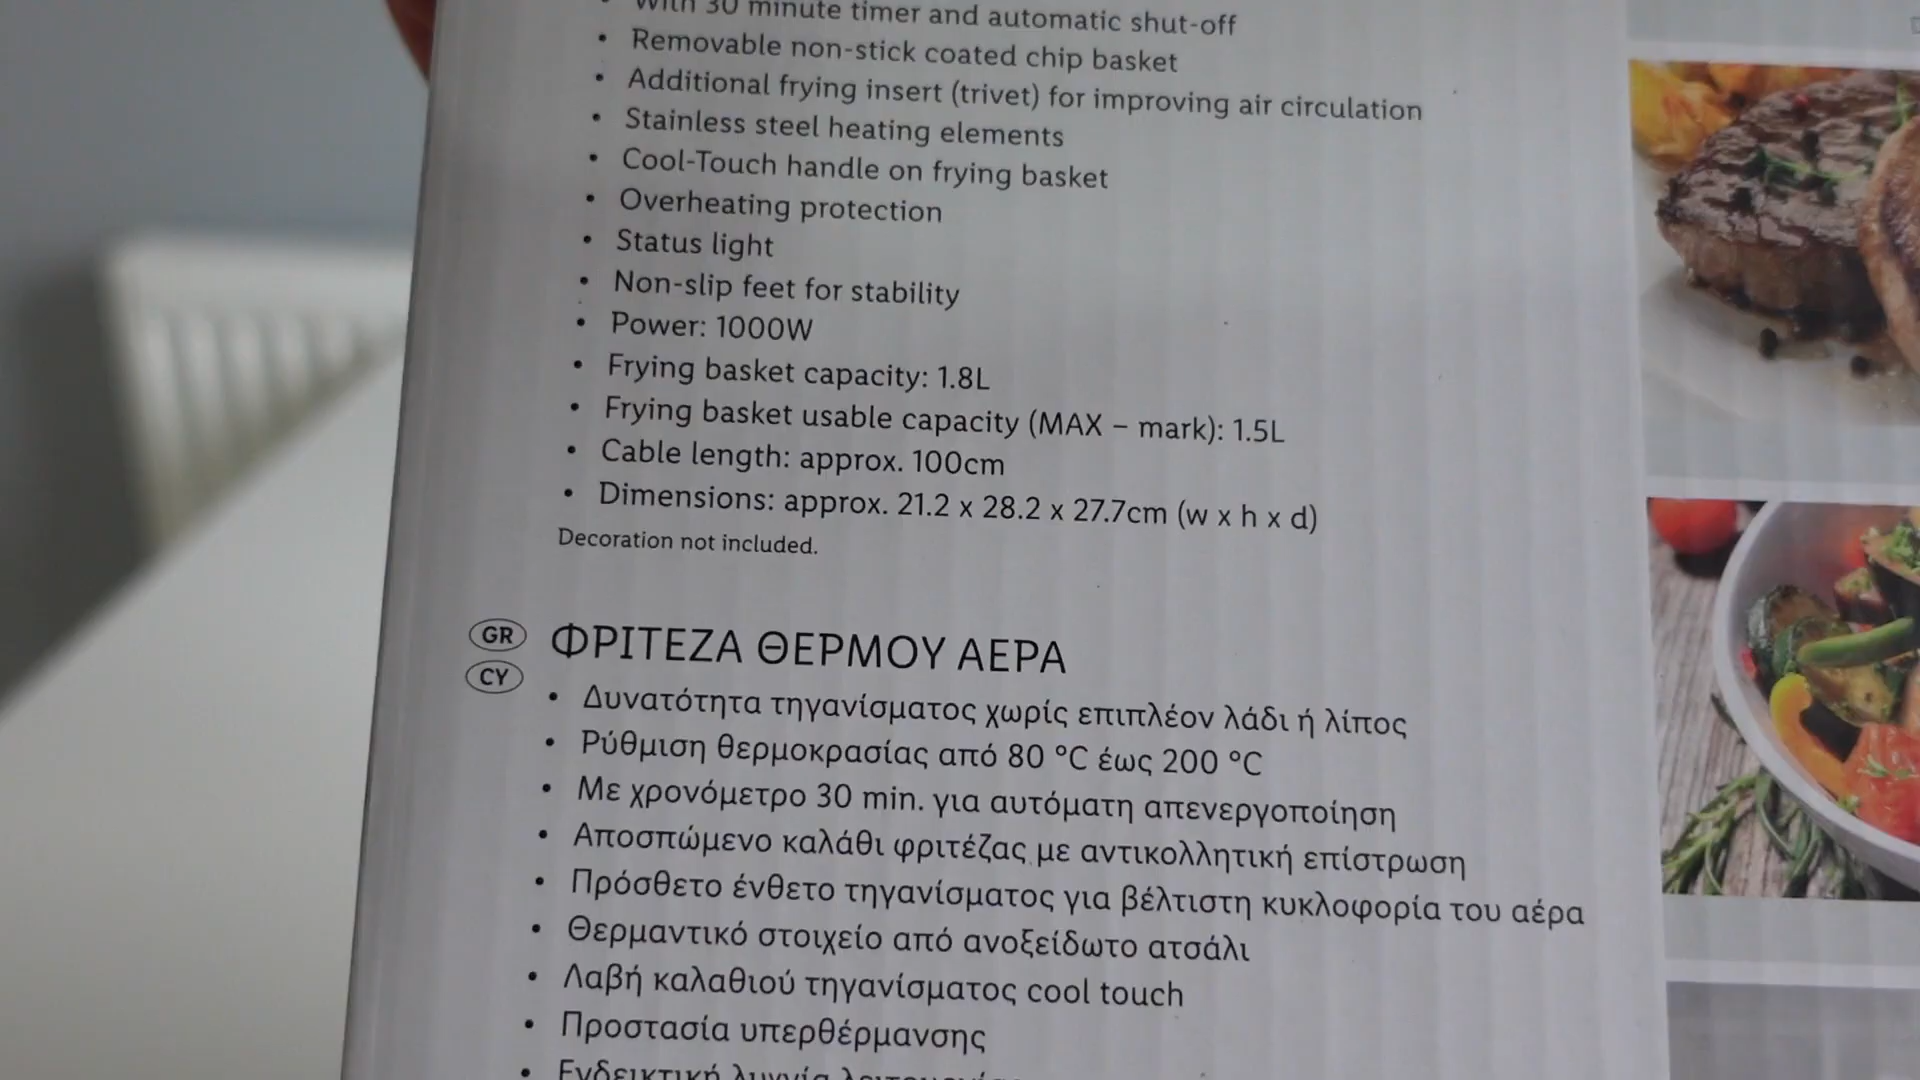 With 30 minute timer and automatic shut-off
• Removable non-stick coated chip basket
• Additional frying insert (trivet) for improving air circulation
• Stainless steel heating elements
• Cool-Touch handle on frying basket
• Overheating protection
• Status light
• Non-slip feet for stability
• Power: 1000W
• Frying basket capacity: 1.8L
• Frying basket usable capacity (MAX – mark): 1.5L
• Cable length: approx. 100cm
• Dimensions: approx. 21.2 x 28.2 x 27.7cm (w x h x d)
Decoration not included.
GR ΦΡΙΤΕΖΑ ΘΕΡΜΟΥ ΑΕΡΑ
CY
• Δυνατότητα τηγανίσματος χωρίς επιπλέον λάδι ή λίπος
• Ρύθμιση θερμοκρασίας από 80 °C έως 200 °C
• Με χρονόμετρο 30 min. για αυτόματη απενεργοποίηση
• Αποσπώμενο καλάθι φριτέζας με αντικολλητική επίστρωση
• Πρόσθετο ένθετο τηγανίσματος για βέλτιστη κυκλοφορία του αέρα
• Θερμαντικό στοιχείο από ανοξείδωτο ατσάλι
• Λαβή καλαθιού τηγανίσματος cool touch
• Προστασία υπερθέρμανσης
• Ενδεικτική λυχνία